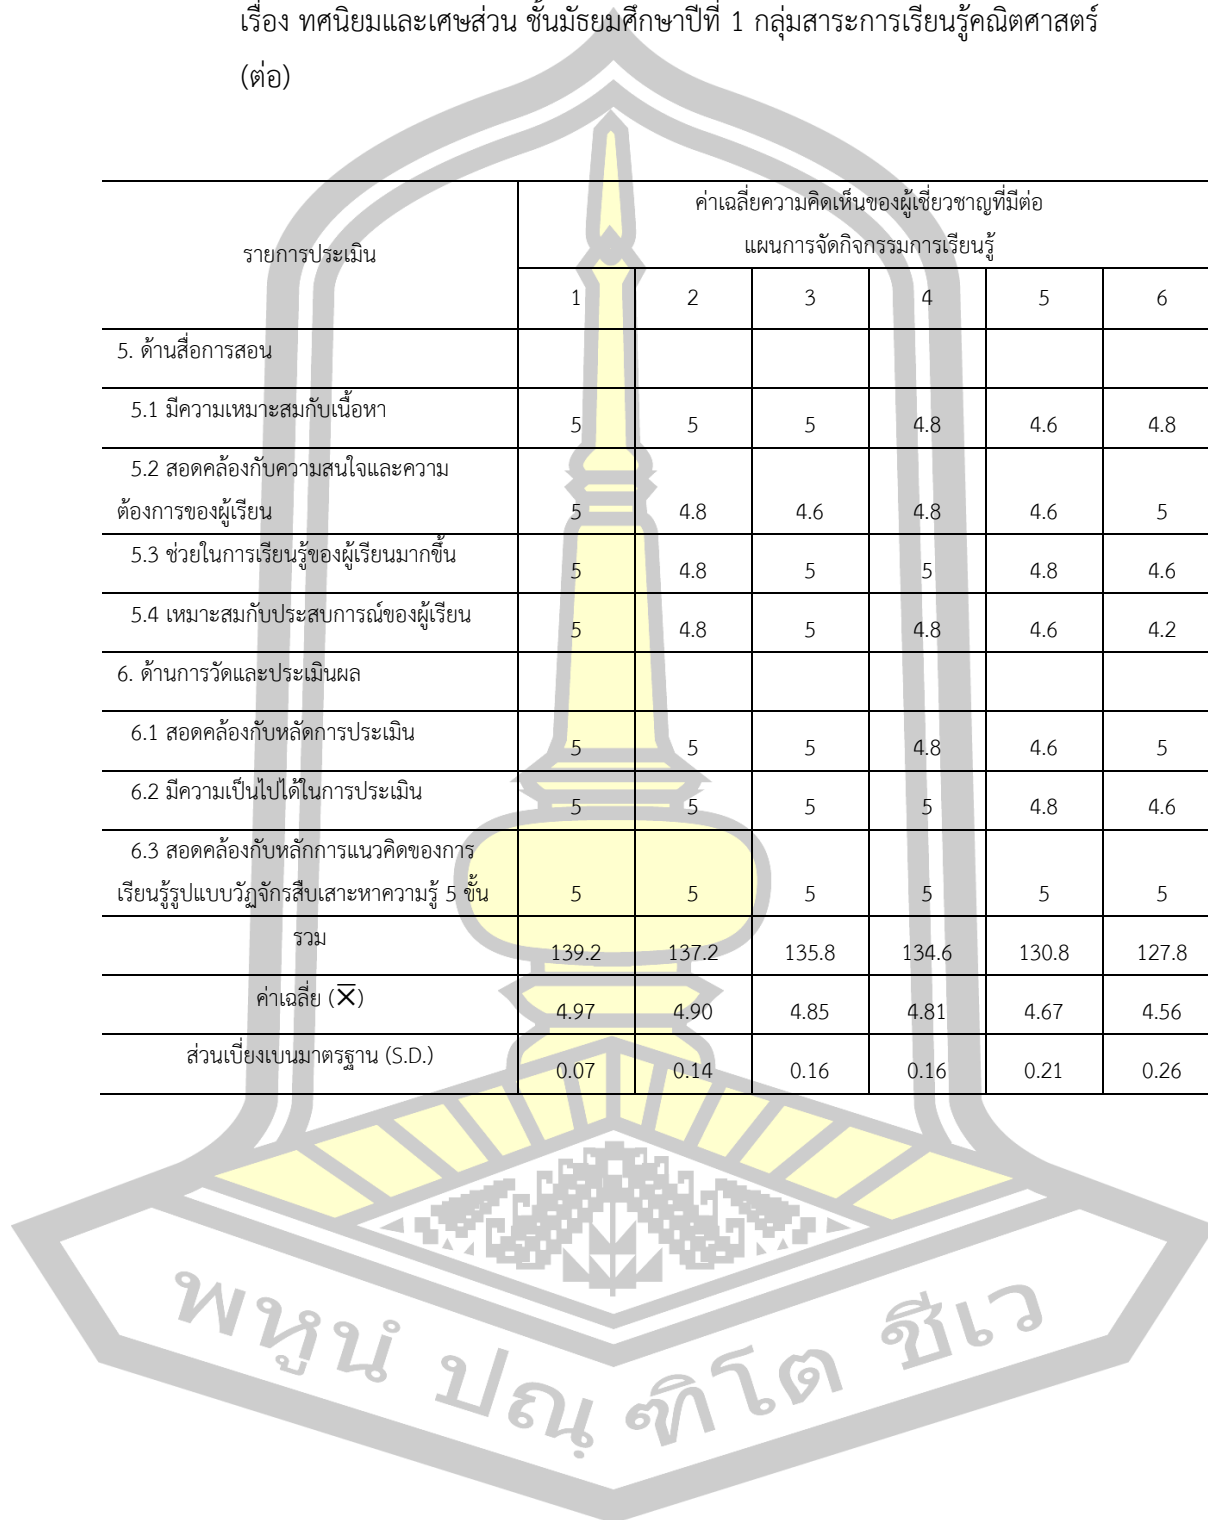 เรื่อง ทศนิยมและเศษส่วน ชั้นมัธยมศึกษาปีที่ 1 กลุ่มสาระการเรียนรู้คณิตศาสตร์
(ต่อ)
รายการประเมิน
ค่าเฉลี่ยความคิดเห็นของผู้เชี่ยวชาญที่มีต่อ
แผนการจัดกิจกรรมการเรียนรู้
1 2 3 4 5 6
5. ด้านสื่อการสอน
5.1 มีความเหมาะสมกับเนื้อหา
5 5 5 4.8 4.6 4.8
5.2 สอดคล้องกับความสนใจและความ
ต้องการของผู้เรียน 5 4.8 4.6 4.8 4.6 5
5.3 ช่วยในการเรียนรู้ของผู้เรียนมากขึ้น
5 4.8 5 5 4.8 4.6
5.4 เหมาะสมกับประสบการณ์ของผู้เรียน
5 4.8 5 4.8 4.6 4.2
6. ด้านการวัดและประเมินผล
6.1 สอดคล้องกับหลัดการประเมิน
5 5 5 4.8 4.6 5
6.2 มีความเป็นไปได้ในการประเมิน
5 5 5 5 4.8 4.6
6.3 สอดคล้องกับหลักการแนวคิดของการ
เรียนรู้รูปแบบวัฏจักรสืบเสาะหาความรู้ 5 ขั้น 5 5 5 5 5 5
รวม
139.2 137.2 135.8 134.6 130.8 127.8
ค่าเฉลี่ย (X̅)
4.97 4.90 4.85 4.81 4.67 4.56
ส่วนเบี่ยงเบนมาตรฐาน (S.D.)
0.07 0.14 0.16 0.16 0.21 0.26
พหูนํ ปณฺ ฑิโต ชีเว